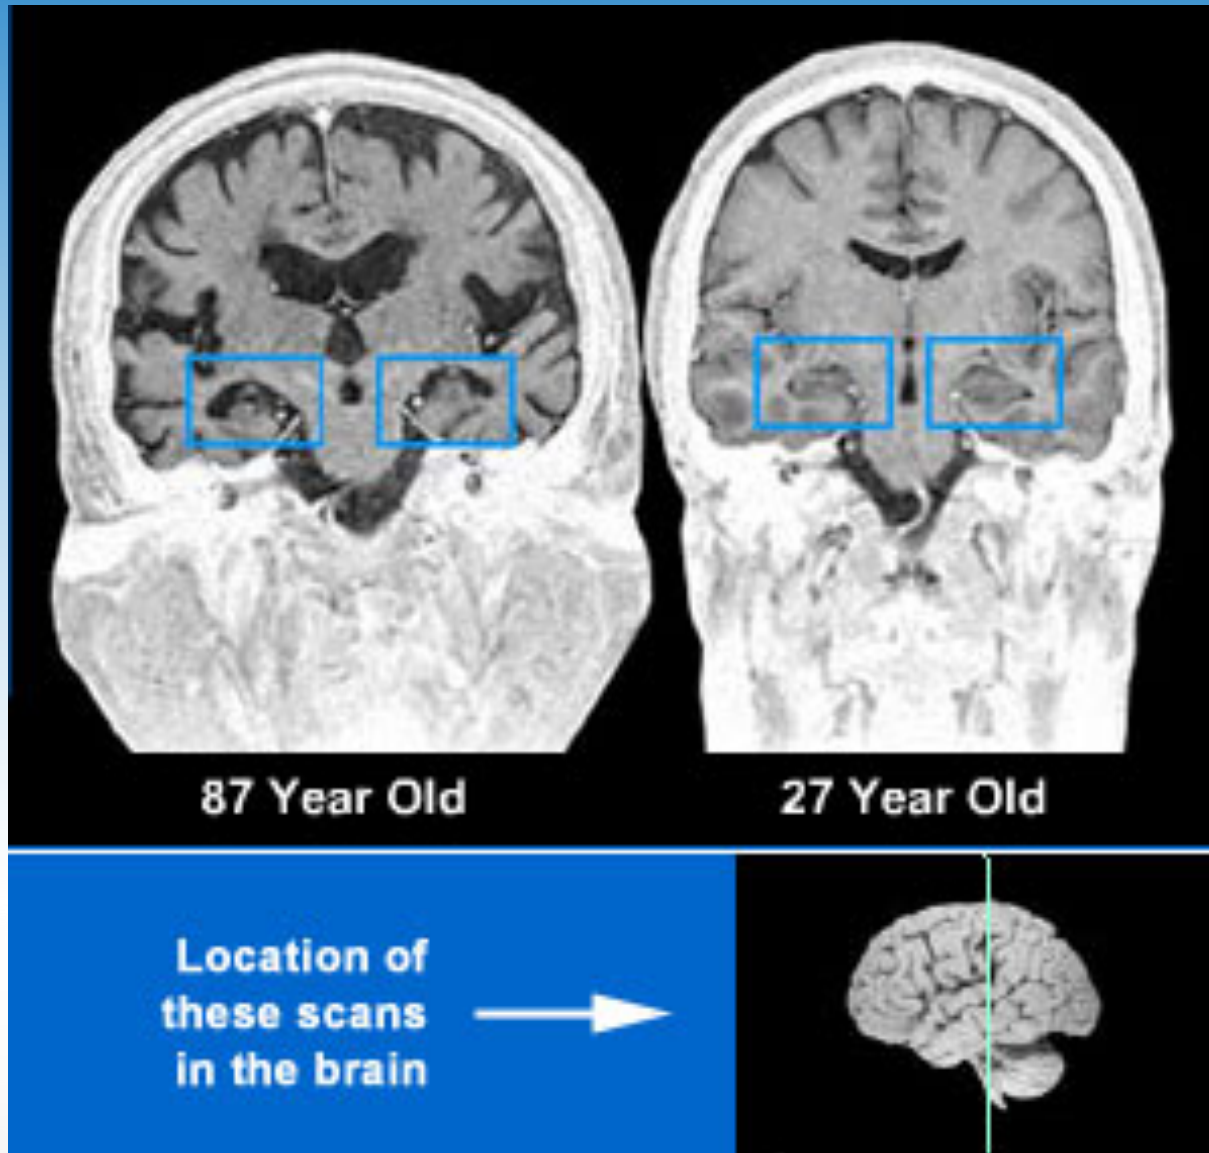 87 Year Old
27 Year Old
Location of
these scans
in the brain